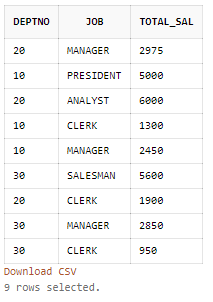 DEPTNO JOB TOTAL_SAL
20 MANAGER 2975
10 PRESIDENT 5000
20 ANALYST 6000
10 CLERK 1300
10 MANAGER 2450
30 SALESMAN 5600
20 CLERK 1900
30 MANAGER 2850
30 CLERK 950
Download CSV
9 rows selected.